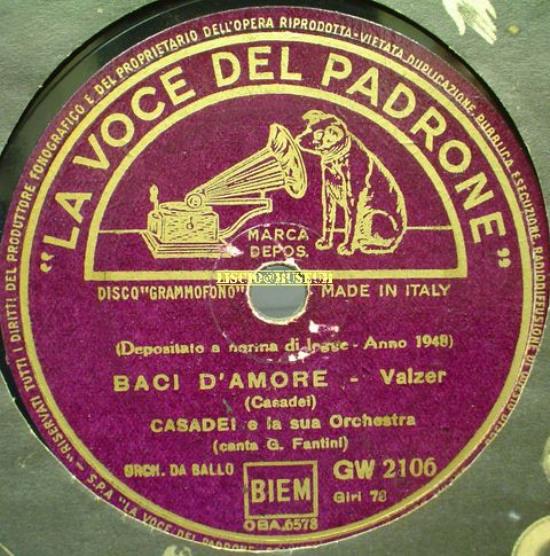 "RISERVATI TUTTI I DIRITTI DEL PRODUTTORE FONOGRAFICO E DEL PROPRIETARIO DELL'OPERA RIPRODOTTA-VIETATA DUPLICAZIONE-PUBBLICA ESECUZIONE RADIODIFFUSIONE
S.P.A "LA VOCE DEL PADRONE
"LA VOCE DEL PADRONE"
MARCA
DEPOS.
LISCIO@MUSEUM
DISCO "GRAMMOFONO" MADE IN ITALY
(Depositato a norma di legge - Anno 1948)
BACI D'AMORE - Valzer
(Casadei)
CASADEI e la sua Orchestra
(canta G. Fantini)
ORCH. DA BALLO
BIEM
GW 2106
Giri 78
OBA.6578